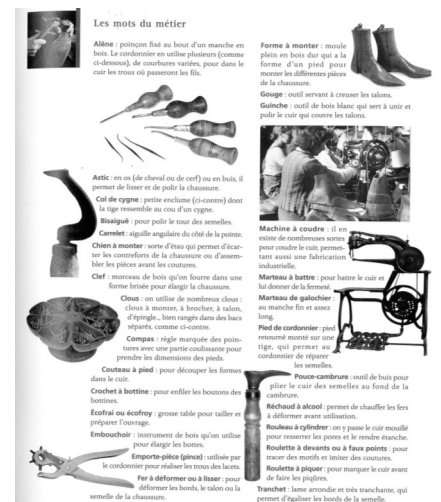 Les mots du métier
Alêne : poinçon fixé au bout d'un manche en
bois. Le cordonnier en utilise plusieurs (comme
ci-dessous), de courbures variées, pour dans le
cuir les trous où passeront les fils.
Astic : en os (de cheval ou de cerf) ou en buis, il
permet de lisser et de polir la chaussure.
Col de cygne : petite enclume (ci-contre) dont
la tige ressemble au cou d'un cygne.
Bisaiguë : pour polir le tour des semelles.
Carrelet : aiguille angulaire du côté de la pointe.
Chien à monter : sorte d'étau qui permet d'écar-
ter les contreforts de la chaussure ou d'assem-
bler les pièces avant les coutures.
Clef : morceau de bois qu'on fourre dans une
forme brisée pour élargir la chaussure.
Clous : on utilise de nombreux clous :
clous à monter, à brocher, à talon,
d'épingle.., bien rangés dans des bacs
séparés, comme ci-contre.
Compas : règle marquée des poin-
tures avec une partie coulissante pour
prendre les dimensions des pieds.
Couteau à pied : pour découper les formes
dans le cuir.
Crochet à bottine : pour enfiler les boutons des
bottines.
Écofrai ou écofroy : grosse table pour tailler et
préparer l'ouvrage.
Embouchoir : instrument de bois qu'on utilise
pour élargir les bottes.
Emporte-pièce (pince) : utilisée par
le cordonnier pour réaliser les trous des lacets.
Fer à déformer ou à lisser : pour
déformer les bords, le talon ou la
semelle de la chaussure.
Forme à monter : moule
plein en bois dur qui a la
forme d'un pied pour
monter les différentes pièces
de la chaussure.
Gouge : outil servant à creuser les talons.
Guinche : outil de bois blanc qui sert à unir et
polir le cuir qui couvre les talons.
Machine à coudre : il en
existe de nombreuses sortes
pour coudre le cuir, permet-
tant aussi une fabrication
industrielle.
Marteau à battre : pour battre le cuir et
lui donner de la fermeté.
Marteau de galochier :
au manche fin et assez
long.
Pied de cordonnier : pied
retourné monté sur une
tige, qui permet au
cordonnier de réparer
les semelles.
Pouce-cambrure : outil de buis pour
plier le cuir des semelles au fond de la
cambrure.
Réchaud à alcool : permet de chauffer les fers
à déformer avant utilisation.
Rouleau à cylindrer : on y passe le cuir mouillé
pour resserrer les pores et le rendre étanche.
Roulette à devants ou à faux points : pour
tracer des motifs et imiter des coutures.
Roulette à piquer : pour marquer le cuir avant
de faire les piqûres.
Tranchet : lame arrondie et très tranchante, qui
permet d'égaliser les bords de la semelle.